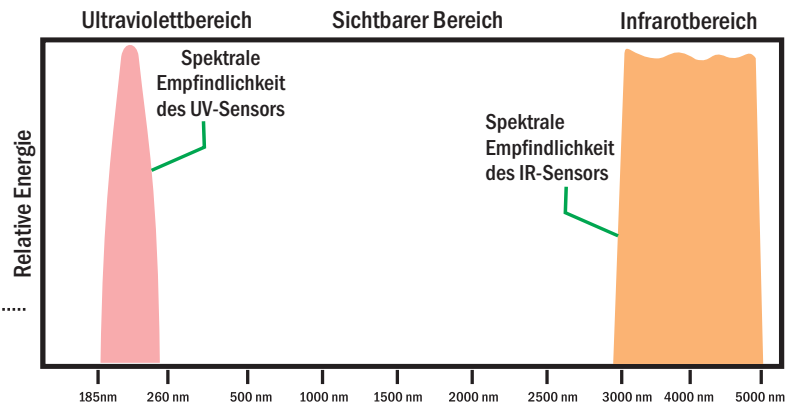 Ultraviolettbereich Sichtbarer Bereich Infrarotbereich
Spektrale
Empfindlichkeit
des UV-Sensors
Spektrale
Empfindlichkeit
des IR-Sensors
Relative Energie
.....
185nm 260 nm 500 nm 1000 nm 1500 nm 2000 nm 2500 nm 3000 nm 4000 nm 5000 nm